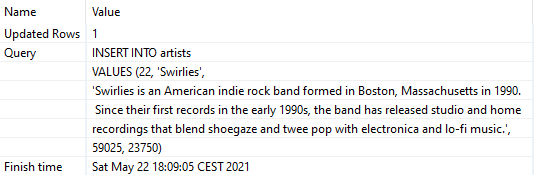 Name Value
Updated Rows 1
Query INSERT INTO artists
VALUES (22, 'Swirlies',
'Swirlies is an American indie rock band formed in Boston, Massachusetts in 1990.
Since their first records in the early 1990s, the band has released studio and home
recordings that blend shoegaze and twee pop with electronica and lo-fi music.',
59025, 23750)
Finish time Sat May 22 18:09:05 CEST 2021